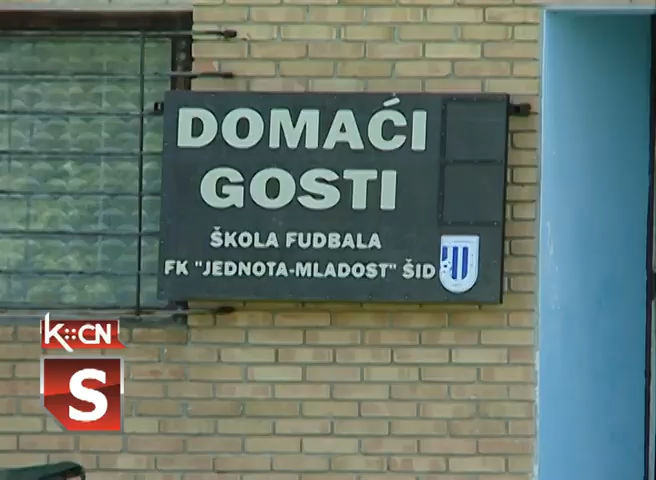 DOMAĆI
GOSTI
ŠKOLA FUDBALA
FK "JEDNOTA-MLADOST" ŠID
K::CN
S